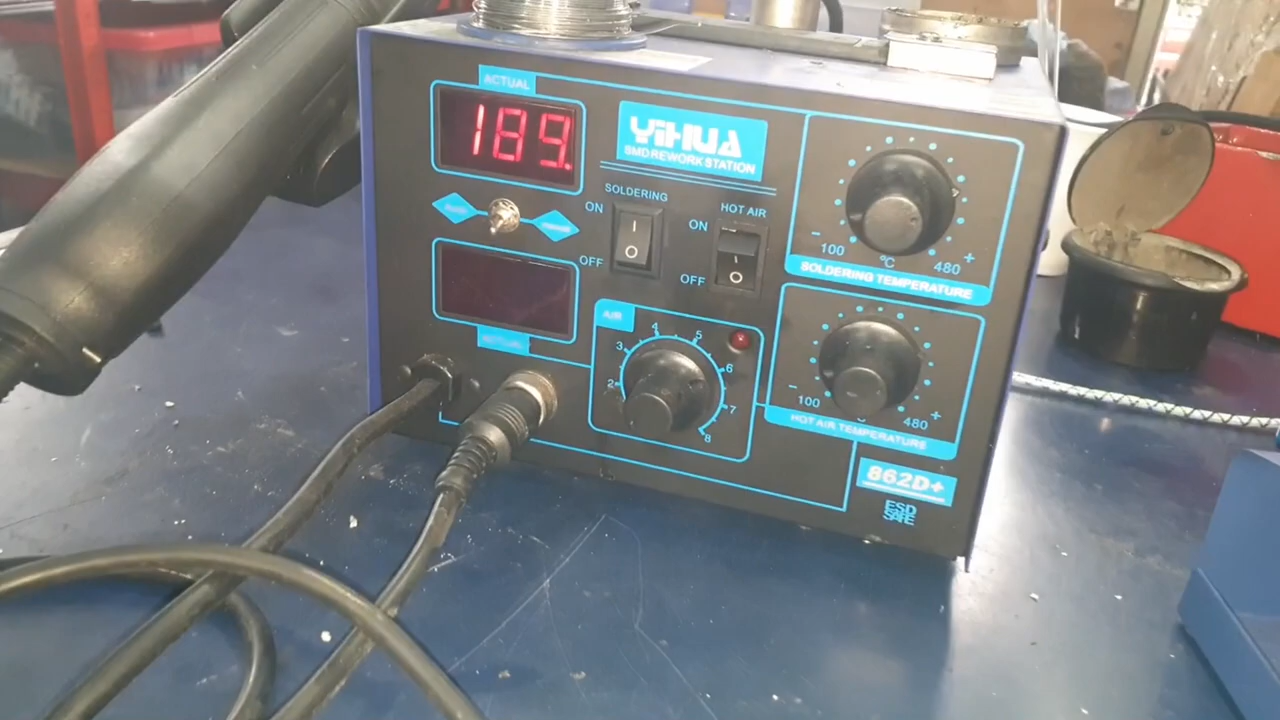 ACTUAL
189.
YIHUA
SMD REWORK STATION
SOLDERING
ON
OFF
HOT AIR
ON
OFF
− 100 °C 480 +
SOLDERING TEMPERATURE
ACTUAL
AIR
2 3 4 5 6 7 8
− 100 480 +
HOT AIR TEMPERATURE
862D+
ESD
SAFE